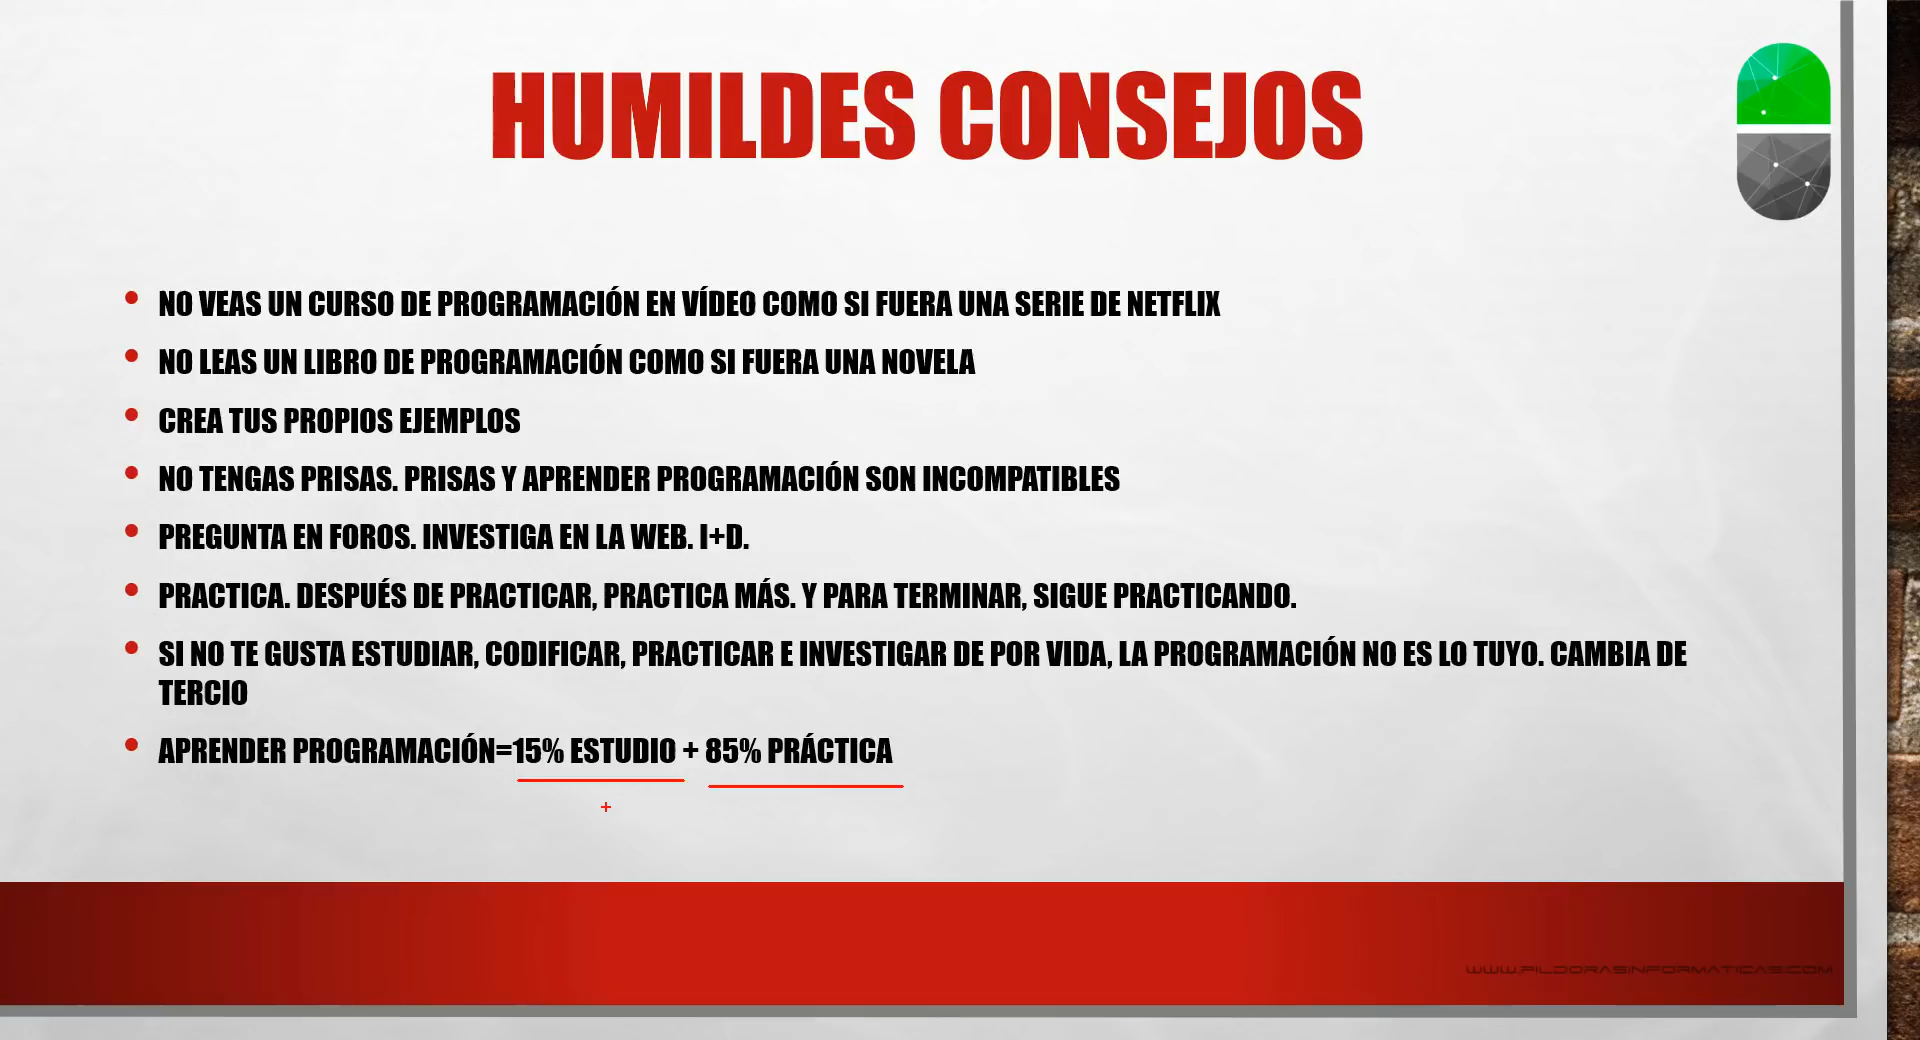 HUMILDES CONSEJOS
NO VEAS UN CURSO DE PROGRAMACIÓN EN VÍDEO COMO SI FUERA UNA SERIE DE NETFLIX
NO LEAS UN LIBRO DE PROGRAMACIÓN COMO SI FUERA UNA NOVELA
CREA TUS PROPIOS EJEMPLOS
NO TENGAS PRISAS. PRISAS Y APRENDER PROGRAMACIÓN SON INCOMPATIBLES
PREGUNTA EN FOROS. INVESTIGA EN LA WEB. I+D.
PRACTICA. DESPUÉS DE PRACTICAR, PRACTICA MÁS. Y PARA TERMINAR, SIGUE PRACTICANDO.
SI NO TE GUSTA ESTUDIAR, CODIFICAR, PRACTICAR E INVESTIGAR DE POR VIDA, LA PROGRAMACIÓN NO ES LO TUYO. CAMBIA DE
TERCIO
APRENDER PROGRAMACIÓN=15% ESTUDIO + 85% PRÁCTICA
WWW.PILDORASINFORMATICAS.COM